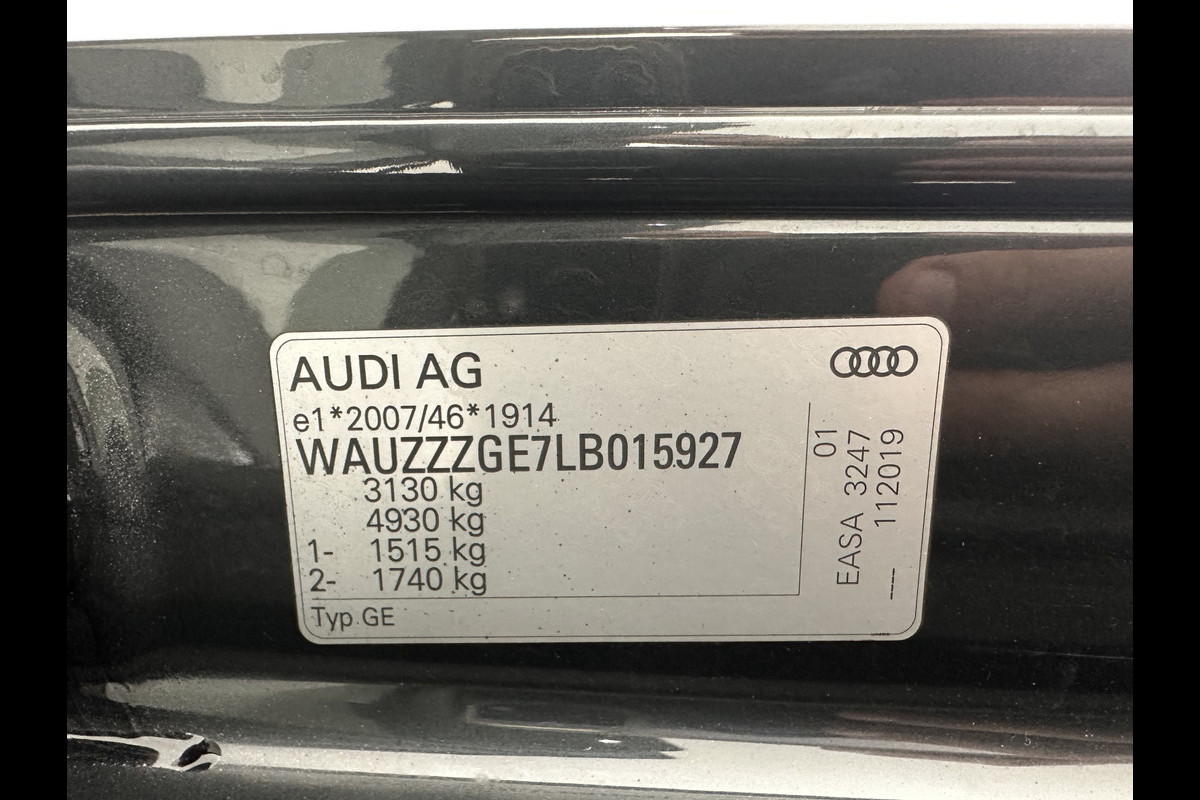 AUDI AG
e1*2007/46*1914
WAUZZZGE7LB015927
3130 kg
4930 kg
1- 1515 kg
2- 1740 kg
Typ GE
01
EASA 3247
---- 112019